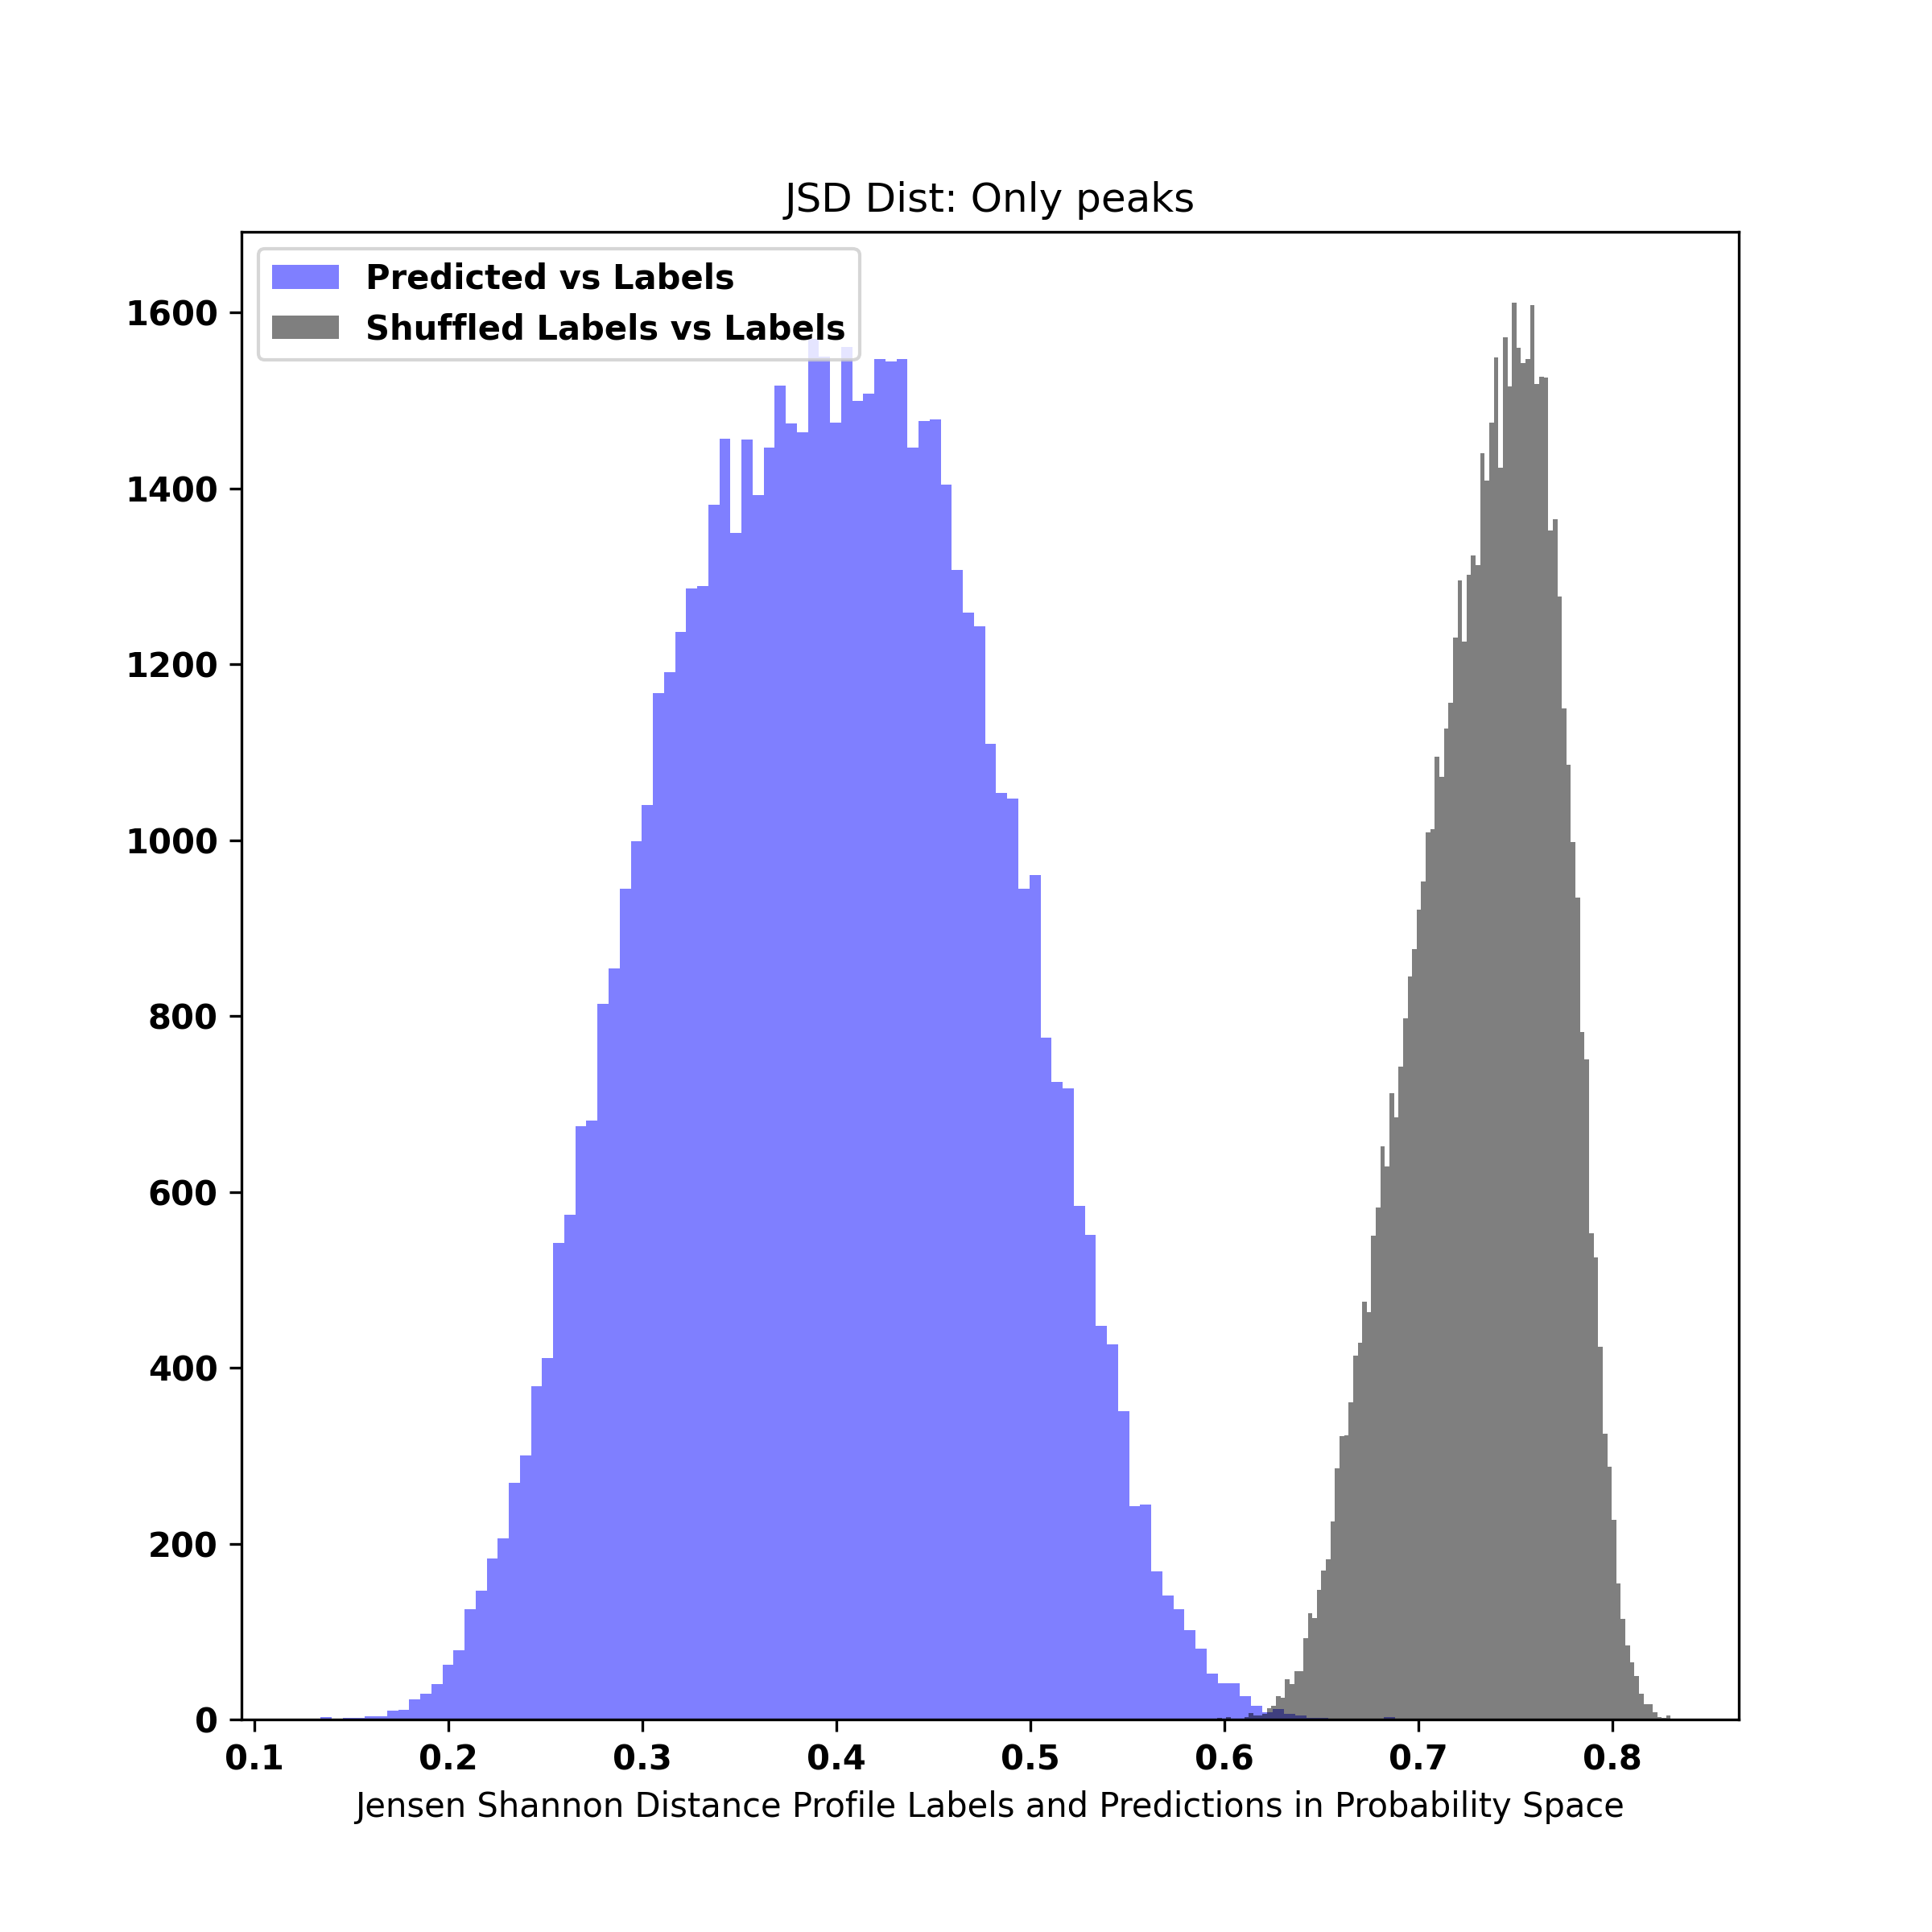 JSD Dist: Only peaks
Predicted vs Labels
Shuffled Labels vs Labels
1600
1400
1200
1000
800
600
400
200
0
0.1 0.2 0.3 0.4 0.5 0.6 0.7 0.8
Jensen Shannon Distance Profile Labels and Predictions in Probability Space